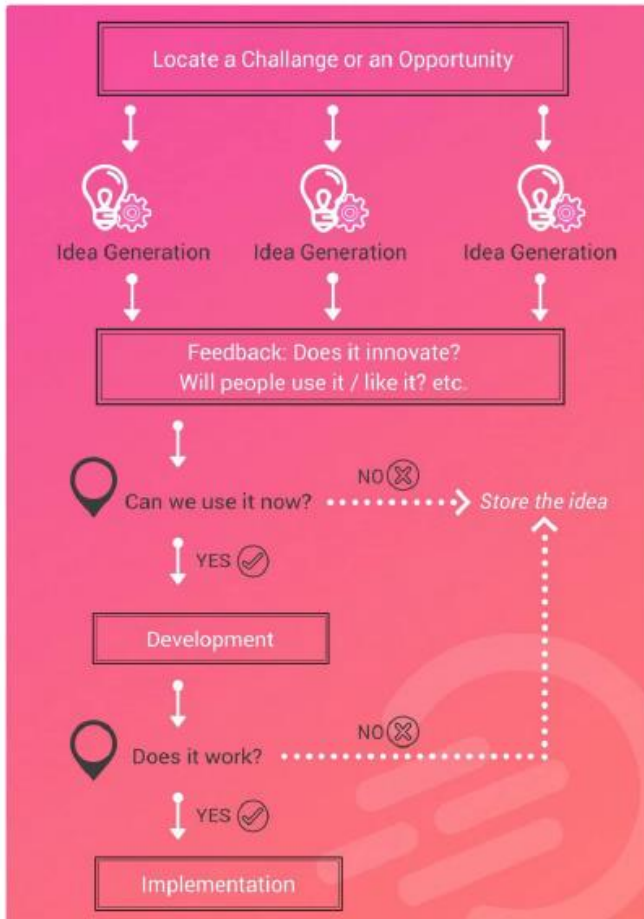 Locate a Challange or an Opportunity
Idea Generation
Idea Generation
Idea Generation
Feedback: Does it innovate?
Will people use it / like it? etc.
Can we use it now?
NO
Store the idea
YES
Development
Does it work?
NO
YES
Implementation